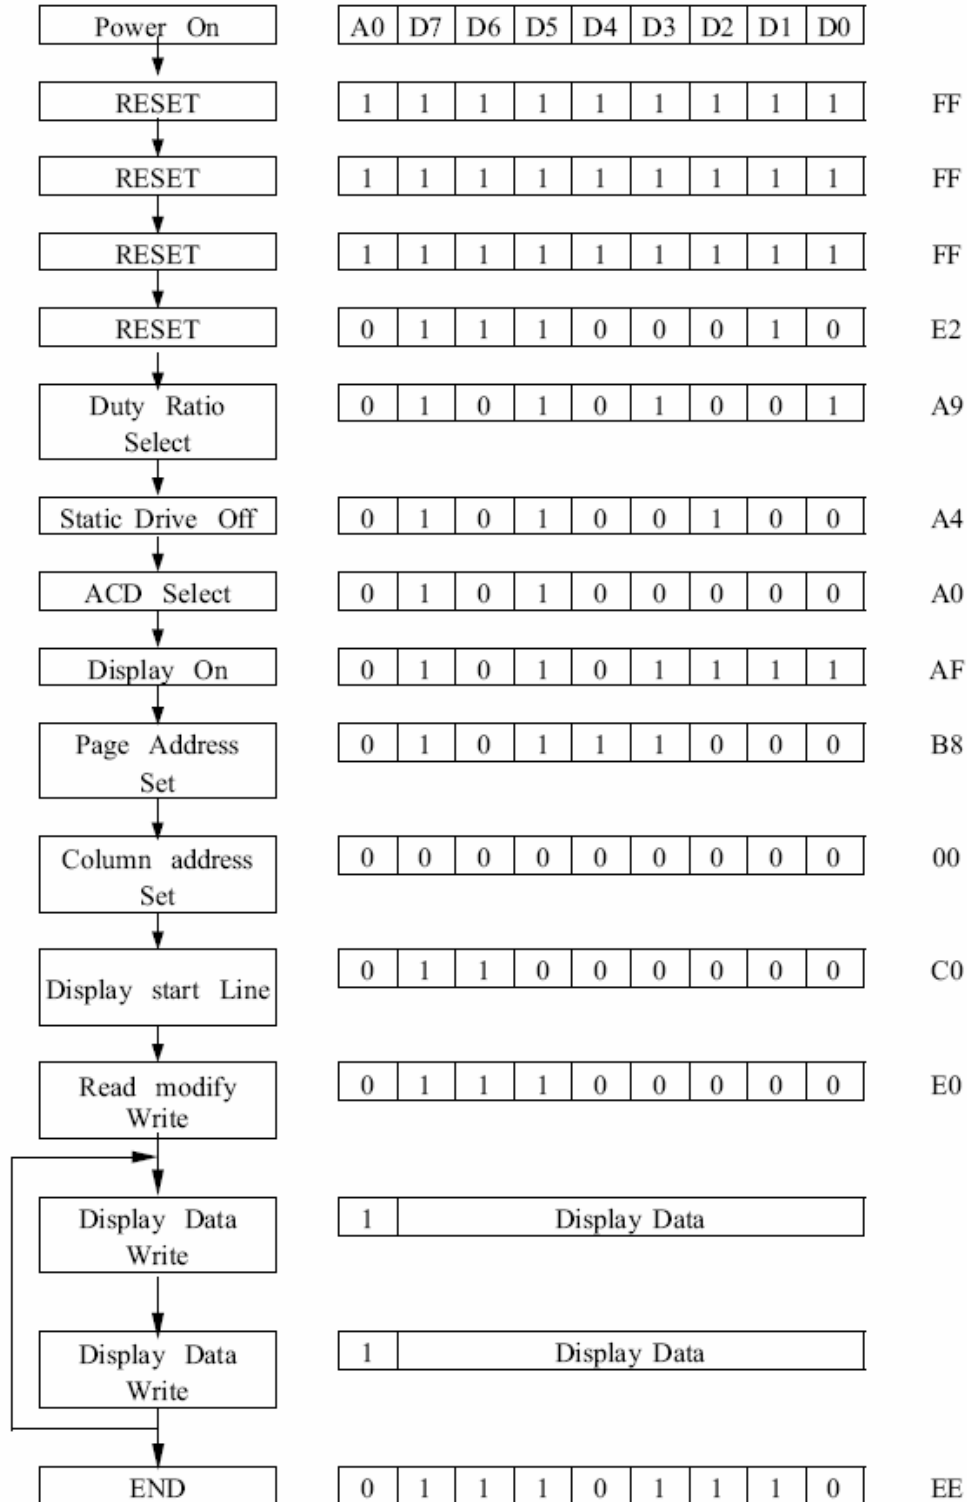 Power On A0 D7 D6 D5 D4 D3 D2 D1 D0
RESET 1 1 1 1 1 1 1 1 1 FF
RESET 1 1 1 1 1 1 1 1 1 FF
RESET 1 1 1 1 1 1 1 1 1 FF
RESET 0 1 1 1 0 0 0 1 0 E2
Duty Ratio 0 1 0 1 0 1 0 0 1 A9
Select
Static Drive Off 0 1 0 1 0 0 1 0 0 A4
ACD Select 0 1 0 1 0 0 0 0 0 A0
Display On 0 1 0 1 0 1 1 1 1 AF
Page Address 0 1 0 1 1 1 0 0 0 B8
Set
Column address 0 0 0 0 0 0 0 0 0 00
Set
Display start Line 0 1 1 0 0 0 0 0 0 C0
Read modify 0 1 1 1 0 0 0 0 0 E0
Write
Display Data 1 Display Data
Write
Display Data 1 Display Data
Write
END 0 1 1 1 0 1 1 1 0 EE